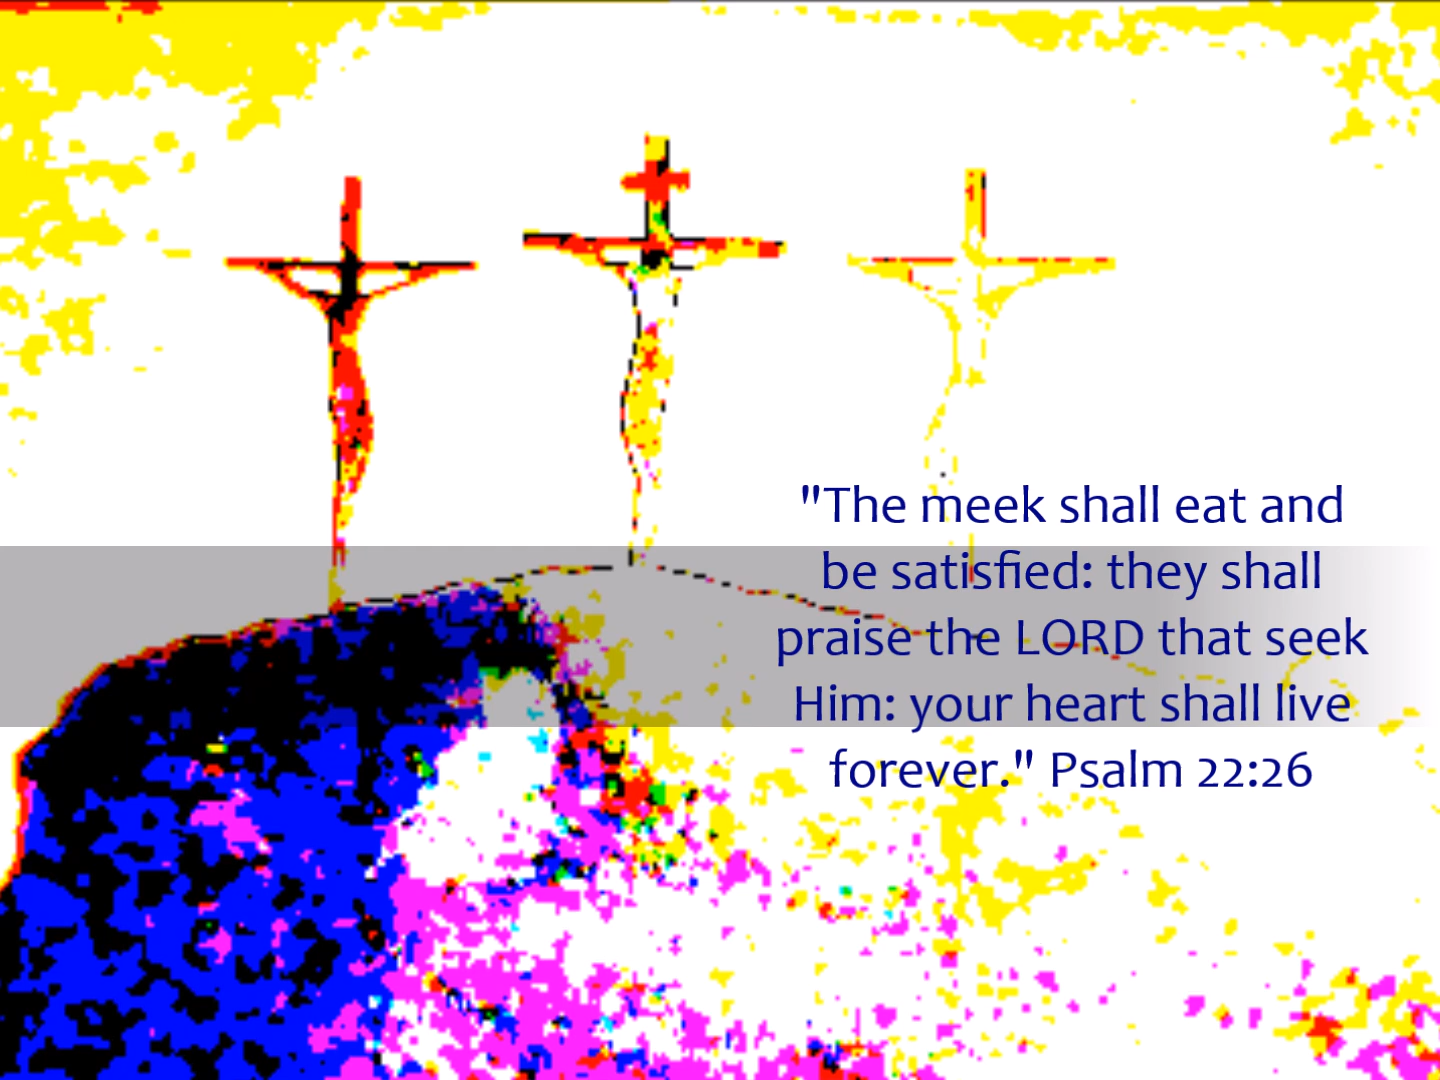 "The meek shall eat and
be satisfied: they shall
praise the LORD that seek
Him: your heart shall live
forever." Psalm 22:26